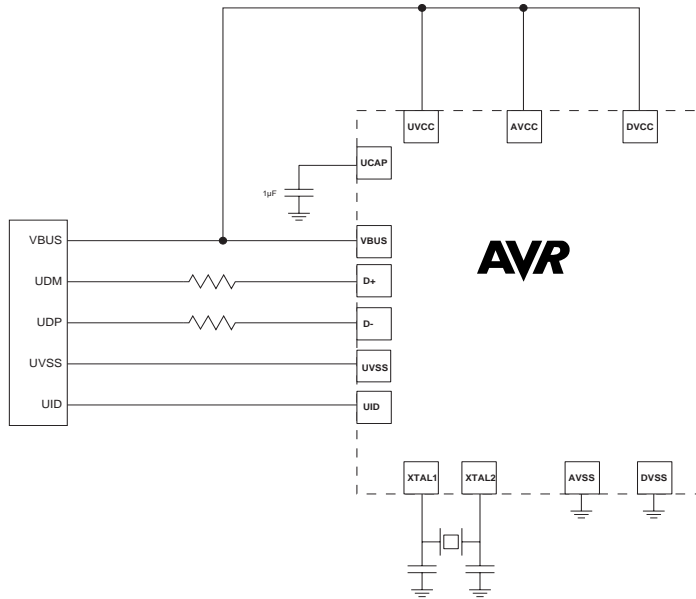 UVCC
AVCC
DVCC
UCAP
1µF
VBUS
VBUS
AVR
UDM
D+
UDP
D-
UVSS
UVSS
UID
UID
XTAL1
XTAL2
AVSS
DVSS